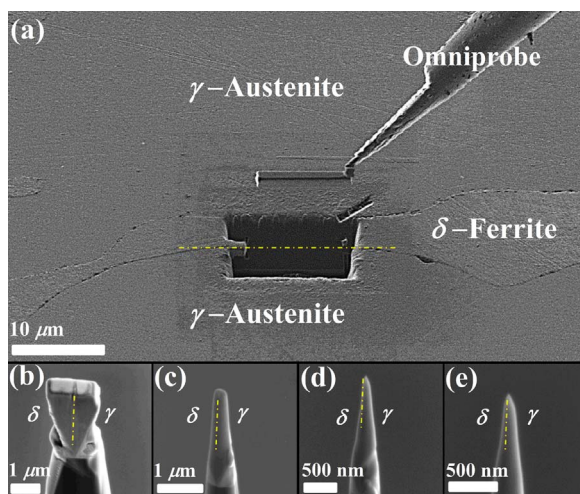 (a)
Omniprobe
γ–Austenite
δ–Ferrite
γ–Austenite
10 μm
(b)
δ
γ
1 μm
(c)
δ
γ
1 μm
(d)
δ
γ
500 nm
(e)
δ
γ
500 nm